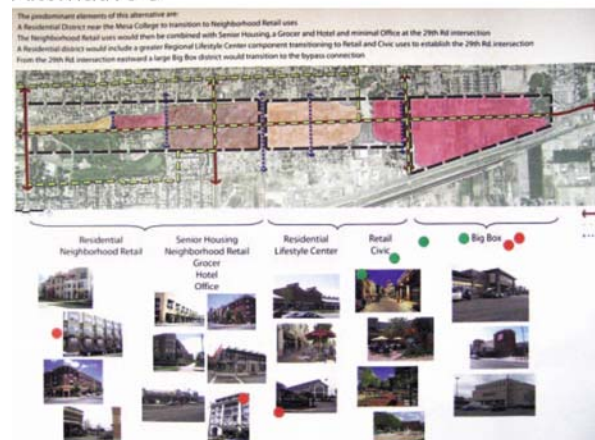 The predominant elements of this alternative are:
A Residential District near the Mesa College to transition to Neighborhood Retail uses
The Neighborhood Retail uses would then be combined with Senior Housing, a Grocer and Hotel and minimal Office at the 29th Rd. intersection
A Residential district would include a greater Regional Lifestyle Center component transitioning to Retail and Civic uses to establish the 29th Rd. intersection
From the 29th Rd. intersection eastward a large Big Box district would transition to the bypass connection
Residential
Neighborhood Retail
Senior Housing
Neighborhood Retail
Grocer
Hotel
Office
Residential
Lifestyle Center
Retail
Civic
Big Box